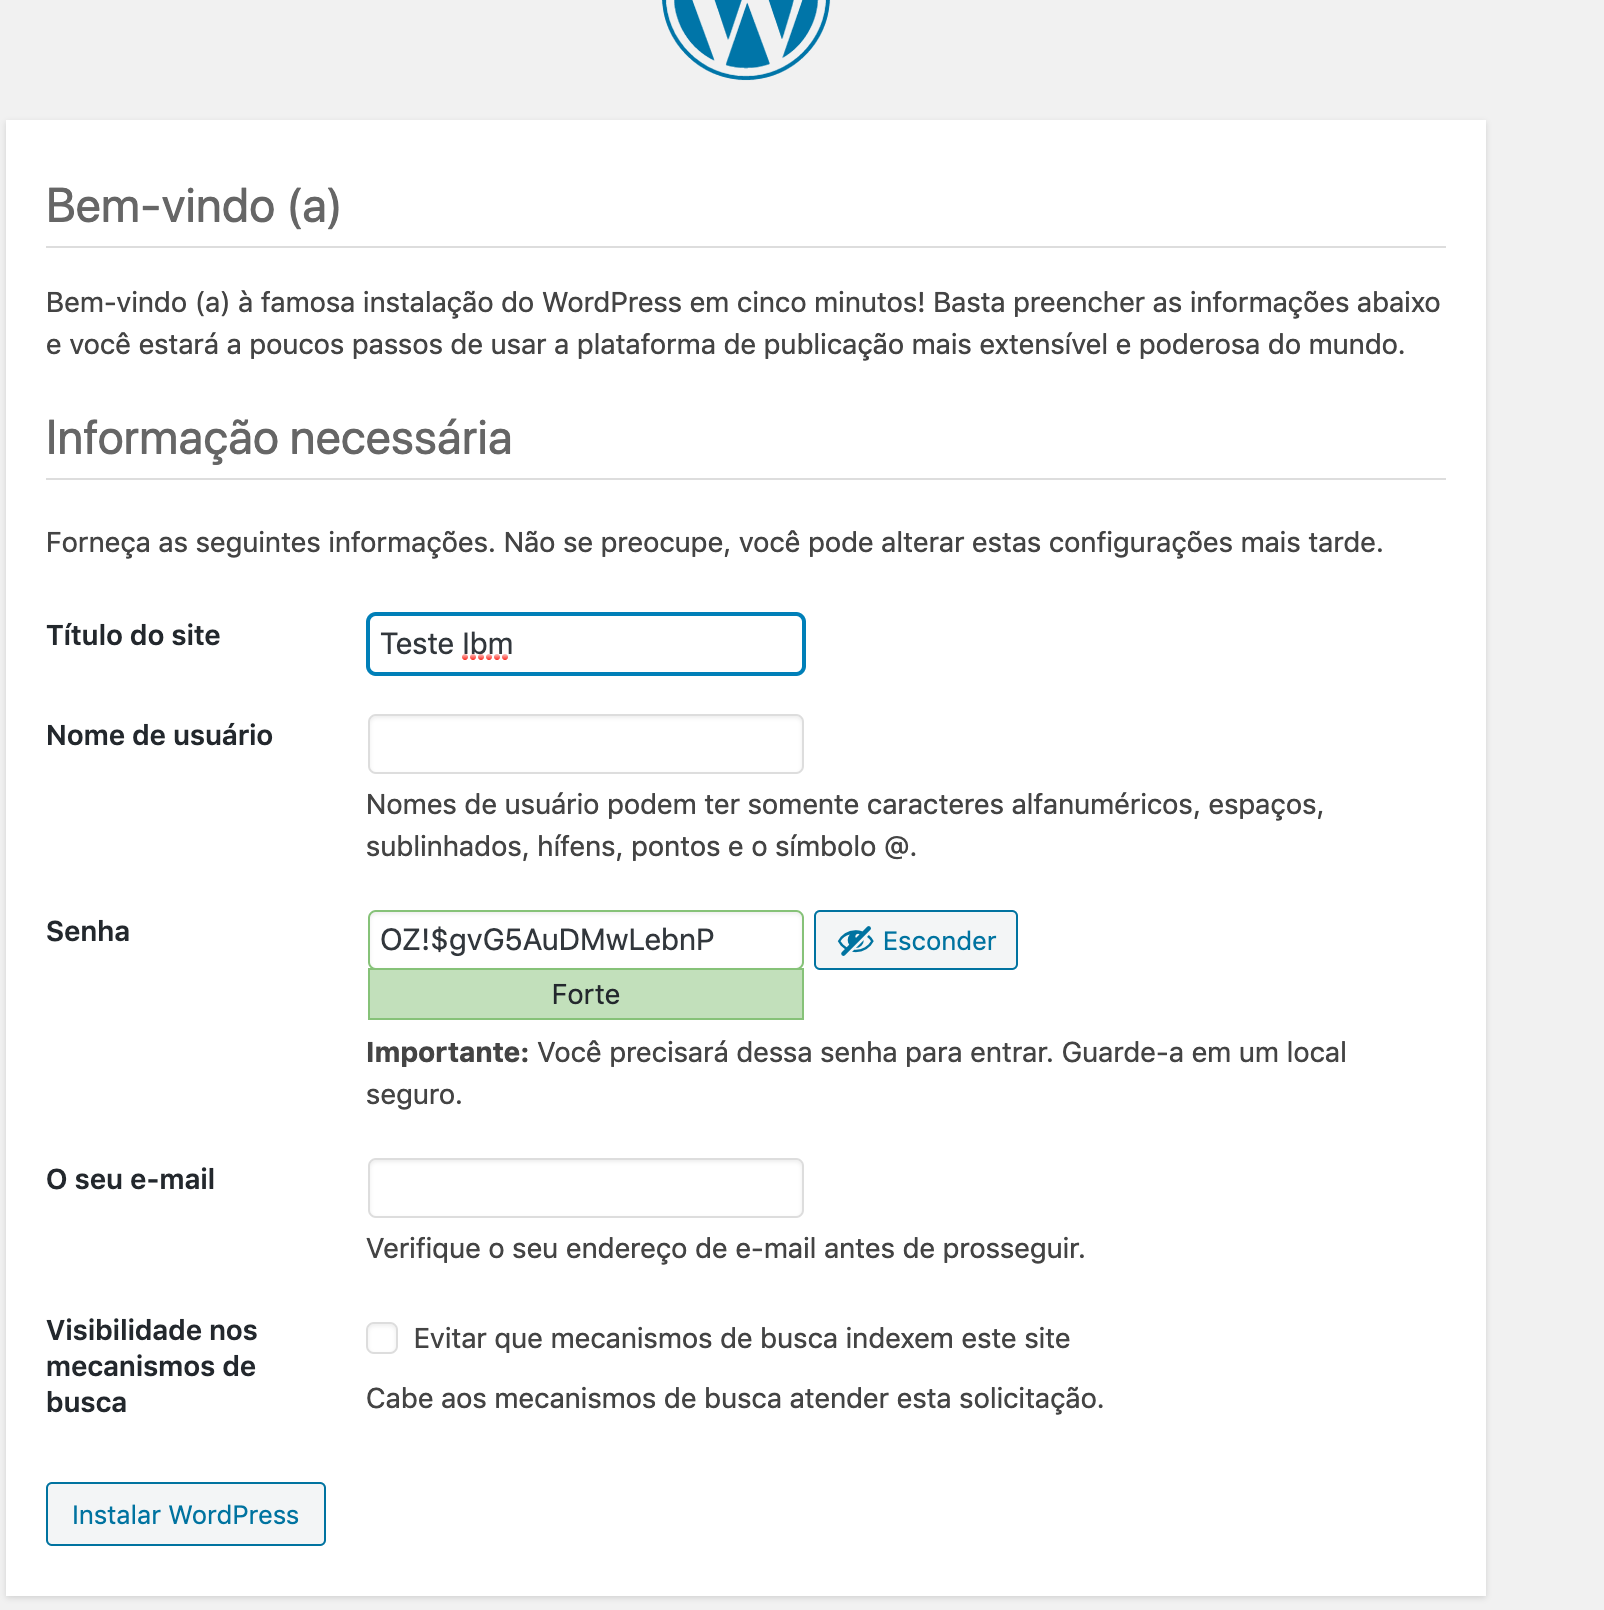 Bem-vindo (a)
Bem-vindo (a) à famosa instalação do WordPress em cinco minutos! Basta preencher as informações abaixo
e você estará a poucos passos de usar a plataforma de publicação mais extensível e poderosa do mundo.
Informação necessária
Forneça as seguintes informações. Não se preocupe, você pode alterar estas configurações mais tarde.
Título do site
Teste Ibm
Nome de usuário
Nomes de usuário podem ter somente caracteres alfanuméricos, espaços,
sublinhados, hífens, pontos e o símbolo @.
Senha
OZ!$gvG5AuDMwLebnP
Esconder
Forte
Importante: Você precisará dessa senha para entrar. Guarde-a em um local
seguro.
O seu e-mail
Verifique o seu endereço de e-mail antes de prosseguir.
Visibilidade nos
mecanismos de
busca
Evitar que mecanismos de busca indexem este site
Cabe aos mecanismos de busca atender esta solicitação.
Instalar WordPress